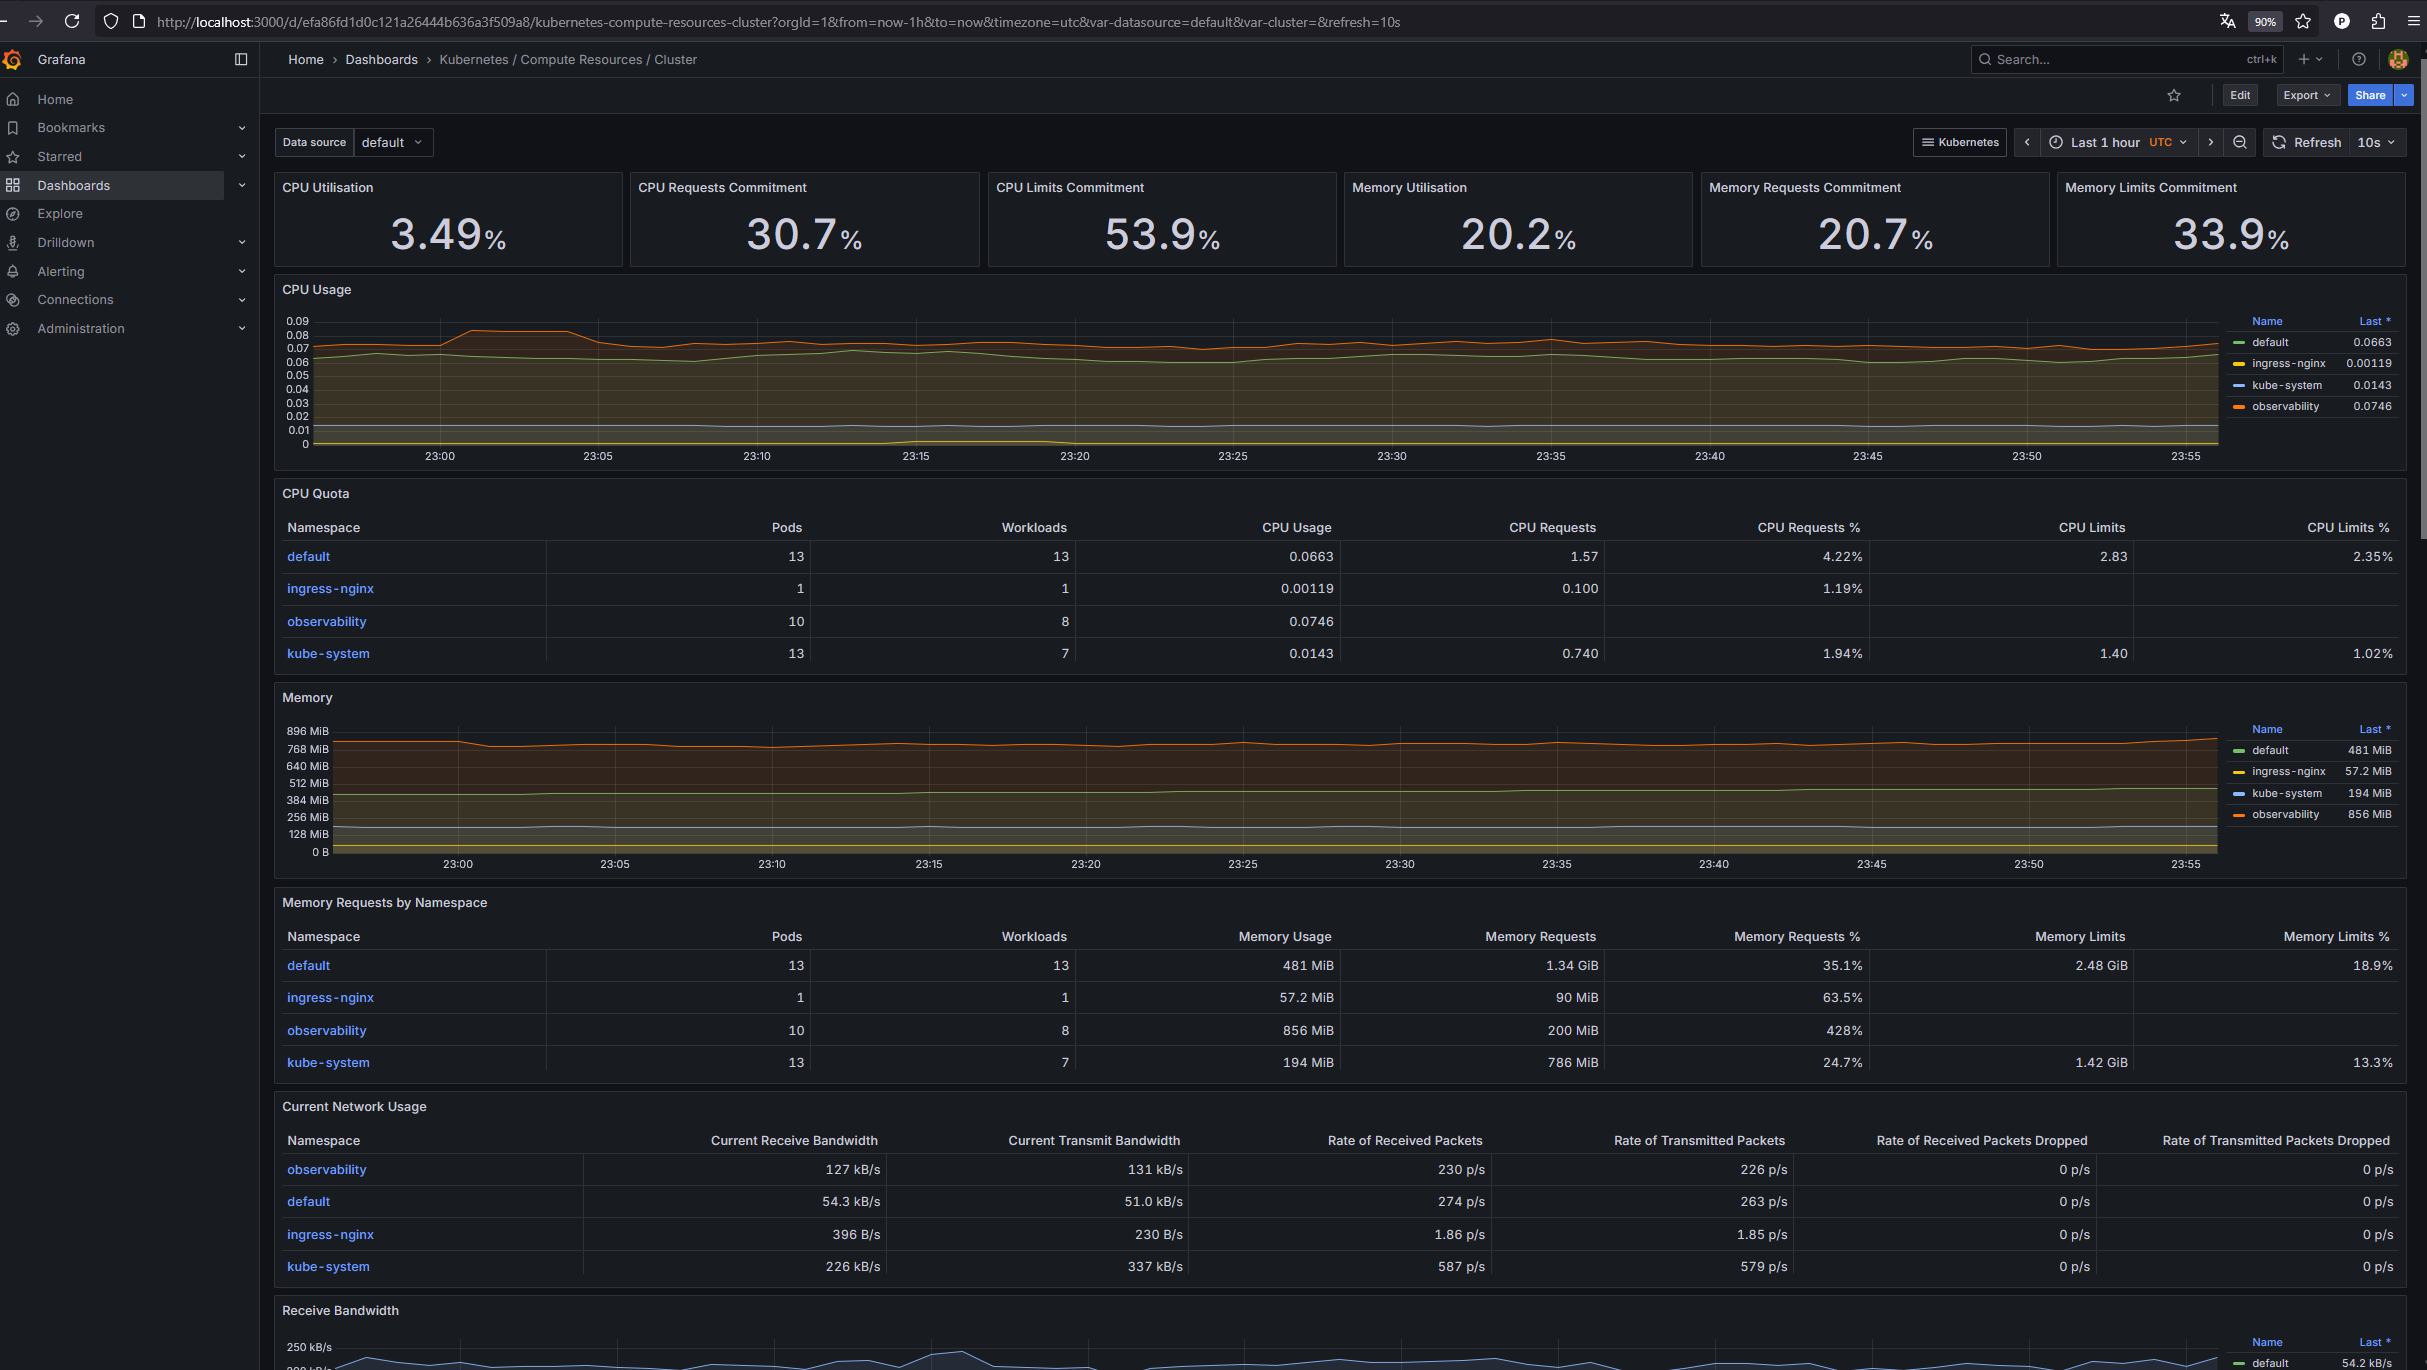 http://localhost:3000/d/efa86fd1d0c121a26444b636a3f509a8/kubernetes-compute-resources-cluster?orgId=1&from=now-1h&to=now&timezone=utc&var-datasource=default&var-cluster=&refresh=10s 90%
Grafana
Home › Dashboards › Kubernetes / Compute Resources / Cluster
Search... ctrl+k
Home
Bookmarks
Starred
Dashboards
Explore
Drilldown
Alerting
Connections
Administration
Edit Export Share
Data source default
Kubernetes Last 1 hour UTC Refresh 10s
CPU Utilisation
3.49%
CPU Requests Commitment
30.7%
CPU Limits Commitment
53.9%
Memory Utilisation
20.2%
Memory Requests Commitment
20.7%
Memory Limits Commitment
33.9%
CPU Usage
0.09
0.08
0.07
0.06
0.05
0.04
0.03
0.02
0.01
0
23:00 23:05 23:10 23:15 23:20 23:25 23:30 23:35 23:40 23:45 23:50 23:55
Name Last *
default 0.0663
ingress-nginx 0.00119
kube-system 0.0143
observability 0.0746
CPU Quota
Namespace Pods Workloads CPU Usage CPU Requests CPU Requests % CPU Limits CPU Limits %
default 13 13 0.0663 1.57 4.22% 2.83 2.35%
ingress-nginx 1 1 0.00119 0.100 1.19%
observability 10 8 0.0746
kube-system 13 7 0.0143 0.740 1.94% 1.40 1.02%
Memory
896 MiB
768 MiB
640 MiB
512 MiB
384 MiB
256 MiB
128 MiB
0 B
23:00 23:05 23:10 23:15 23:20 23:25 23:30 23:35 23:40 23:45 23:50 23:55
Name Last *
default 481 MiB
ingress-nginx 57.2 MiB
kube-system 194 MiB
observability 856 MiB
Memory Requests by Namespace
Namespace Pods Workloads Memory Usage Memory Requests Memory Requests % Memory Limits Memory Limits %
default 13 13 481 MiB 1.34 GiB 35.1% 2.48 GiB 18.9%
ingress-nginx 1 1 57.2 MiB 90 MiB 63.5%
observability 10 8 856 MiB 200 MiB 428%
kube-system 13 7 194 MiB 786 MiB 24.7% 1.42 GiB 13.3%
Current Network Usage
Namespace Current Receive Bandwidth Current Transmit Bandwidth Rate of Received Packets Rate of Transmitted Packets Rate of Received Packets Dropped Rate of Transmitted Packets Dropped
observability 127 kB/s 131 kB/s 230 p/s 226 p/s 0 p/s 0 p/s
default 54.3 kB/s 51.0 kB/s 274 p/s 263 p/s 0 p/s 0 p/s
ingress-nginx 396 B/s 230 B/s 1.86 p/s 1.85 p/s 0 p/s 0 p/s
kube-system 226 kB/s 337 kB/s 587 p/s 579 p/s 0 p/s 0 p/s
Receive Bandwidth
250 kB/s
Name Last *
default 54.2 kB/s